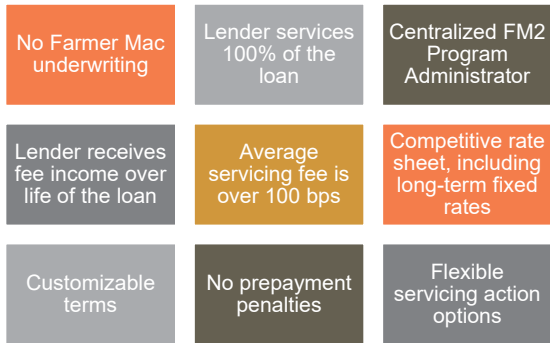 No Farmer Mac
underwriting
Lender services
100% of the
loan
Centralized FM2
Program
Administrator
Lender receives
fee income over
life of the loan
Average
servicing fee is
over 100 bps
Competitive rate
sheet, including
long-term fixed
rates
Customizable
terms
No prepayment
penalties
Flexible
servicing action
options